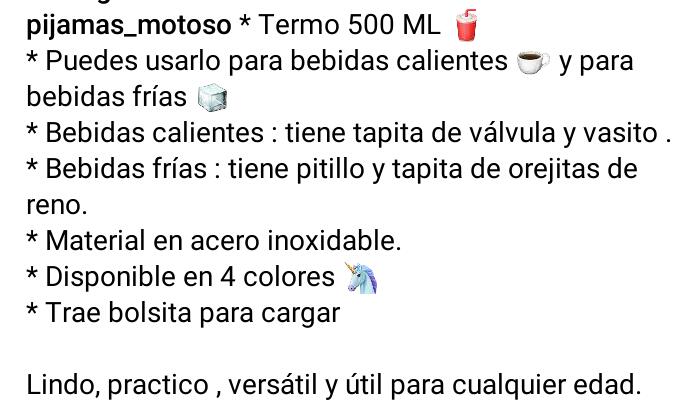 pijamas_motoso * Termo 500 ML 🥤
* Puedes usarlo para bebidas calientes ☕ y para
bebidas frías 🧊
* Bebidas calientes : tiene tapita de válvula y vasito .
* Bebidas frías : tiene pitillo y tapita de orejitas de
reno.
* Material en acero inoxidable.
* Disponible en 4 colores 🦄
* Trae bolsita para cargar

Lindo, practico , versátil y útil para cualquier edad.